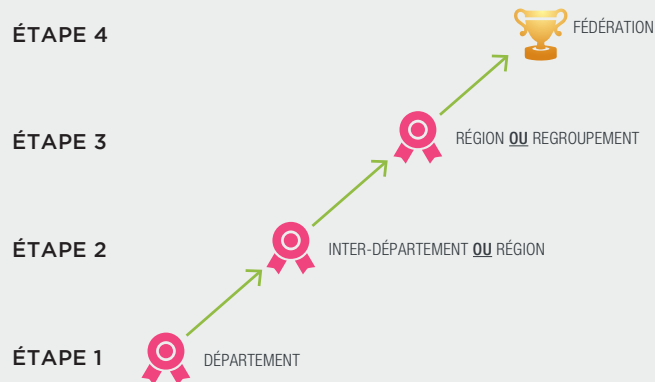 ÉTAPE 4 FÉDÉRATION
ÉTAPE 3 RÉGION OU REGROUPEMENT
ÉTAPE 2 INTER-DÉPARTEMENT OU RÉGION
ÉTAPE 1 DÉPARTEMENT